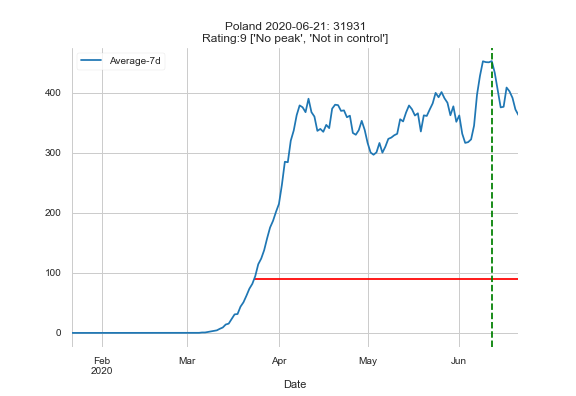 Poland 2020-06-21: 31931
Rating:9 ['No peak', 'Not in control']
Average-7d
400
300
200
100
0
Feb
2020
Mar
Apr
May
Jun
Date